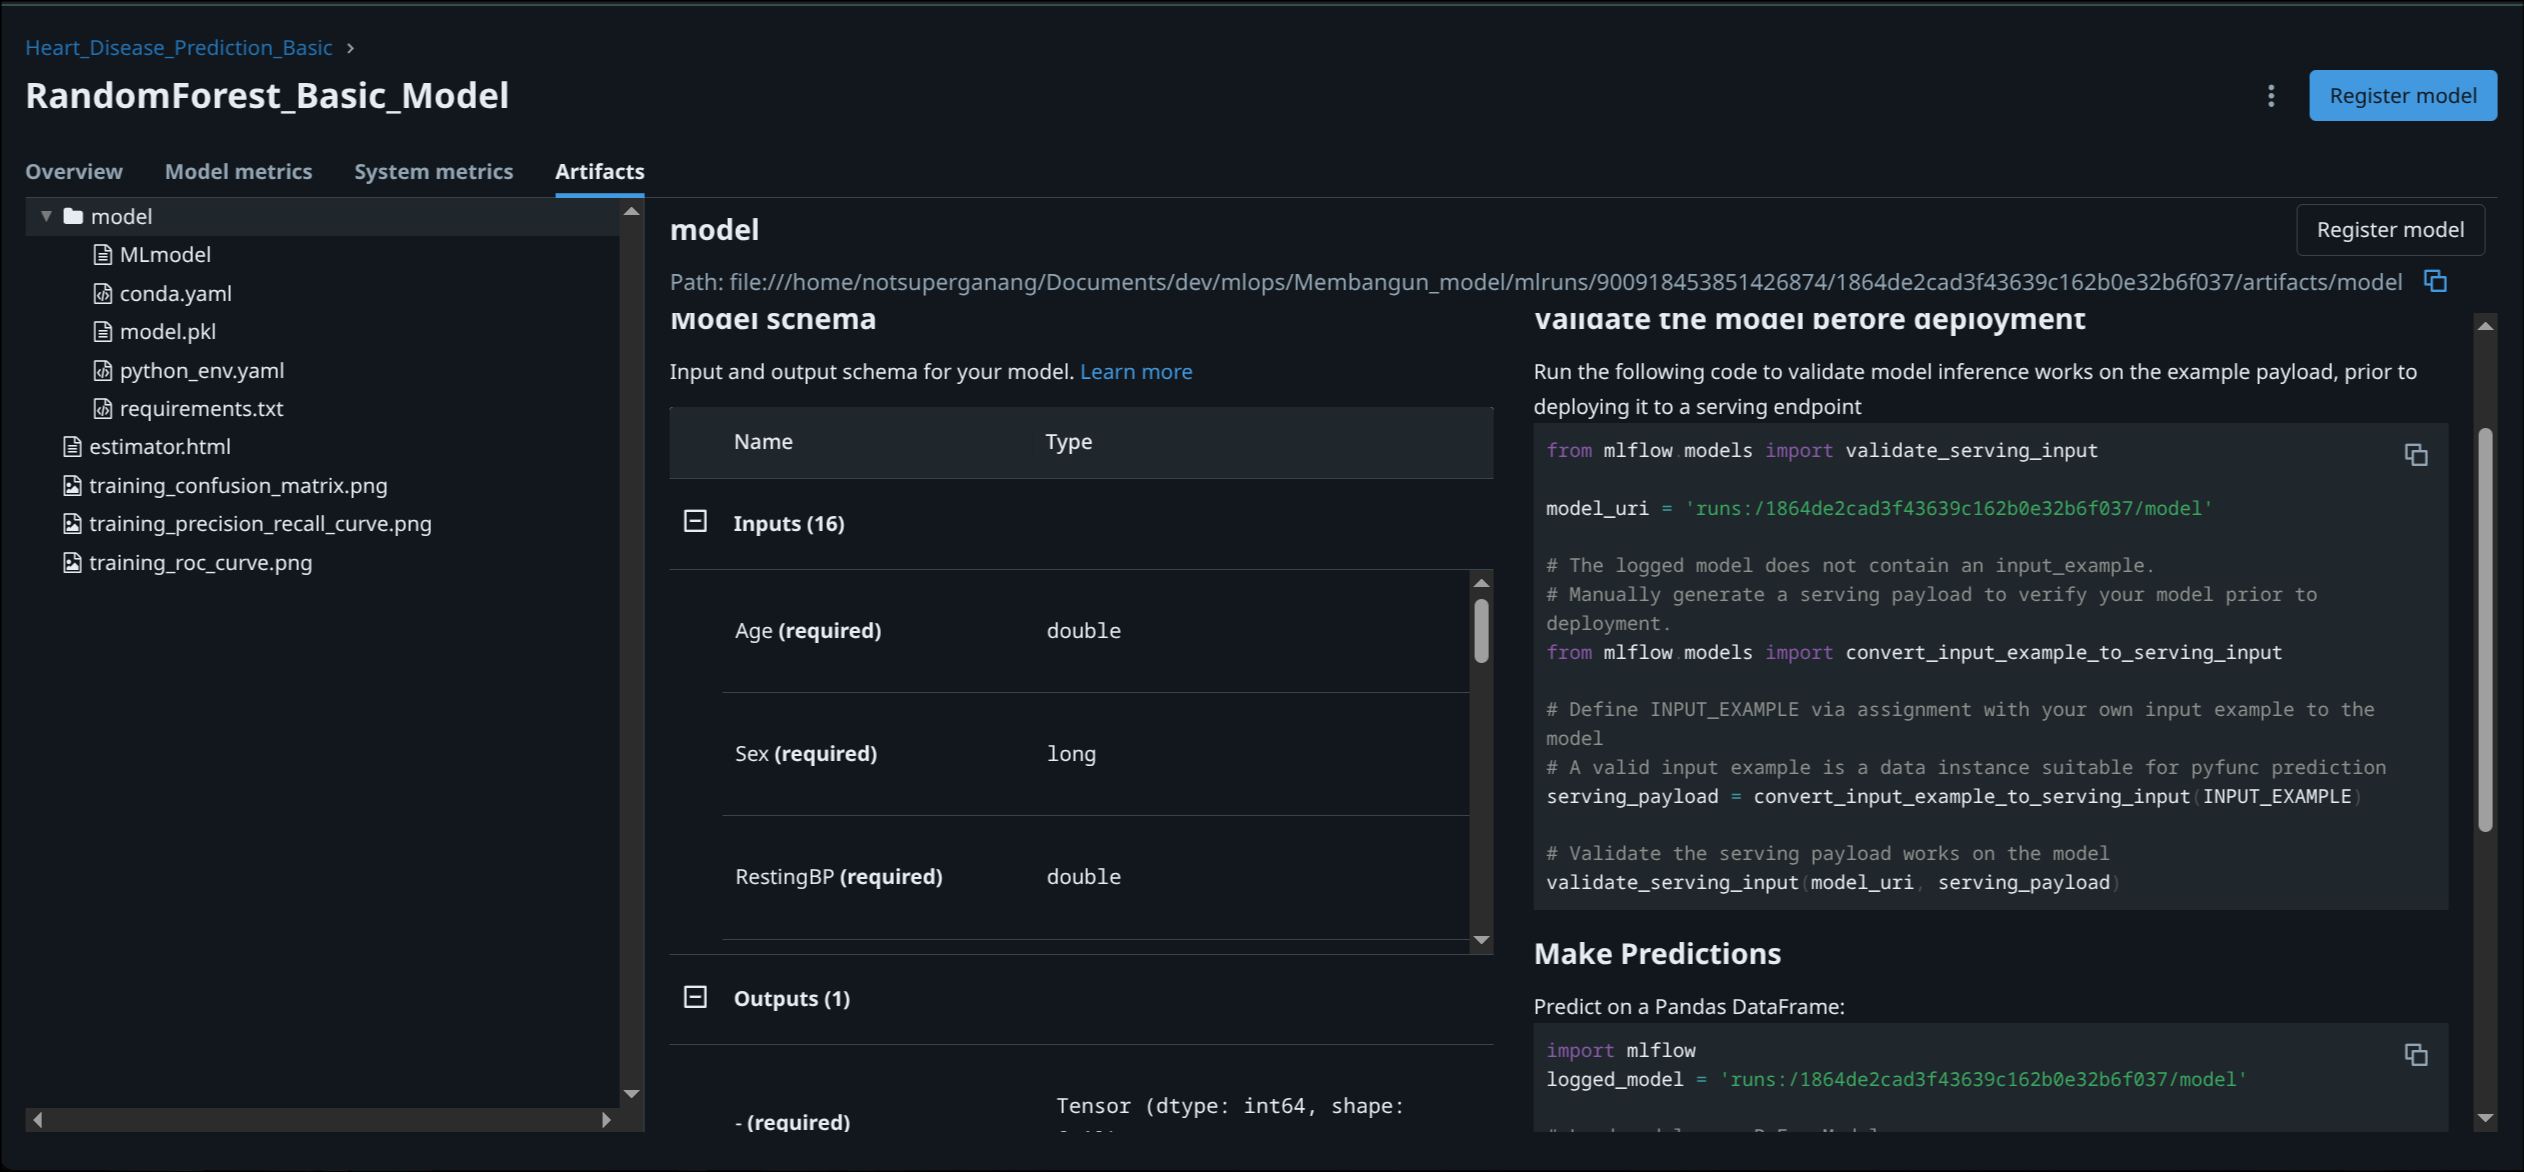 Heart_Disease_Prediction_Basic
RandomForest_Basic_Model
Register model
Overview Model metrics System metrics Artifacts
model
MLmodel
conda.yaml
model.pkl
python_env.yaml
requirements.txt
estimator.html
training_confusion_matrix.png
training_precision_recall_curve.png
training_roc_curve.png
model
Register model
Path: file:///home/notsuperganang/Documents/dev/mlops/Membangun_model/mlruns/900918453851426874/1864de2cad3f43639c162b0e32b6f037/artifacts/model
Model schema
Input and output schema for your model. Learn more
Name Type
Inputs (16)
Age (required) double
Sex (required) long
RestingBP (required) double
Outputs (1)
- (required) Tensor (dtype: int64, shape:
Validate the model before deployment
Run the following code to validate model inference works on the example payload, prior to
deploying it to a serving endpoint
from mlflow.models import validate_serving_input
model_uri = 'runs:/1864de2cad3f43639c162b0e32b6f037/model'
# The logged model does not contain an input_example.
# Manually generate a serving payload to verify your model prior to
deployment.
from mlflow.models import convert_input_example_to_serving_input
# Define INPUT_EXAMPLE via assignment with your own input example to the
model
# A valid input example is a data instance suitable for pyfunc prediction
serving_payload = convert_input_example_to_serving_input(INPUT_EXAMPLE)
# Validate the serving payload works on the model
validate_serving_input(model_uri, serving_payload)
Make Predictions
Predict on a Pandas DataFrame:
import mlflow
logged_model = 'runs:/1864de2cad3f43639c162b0e32b6f037/model'